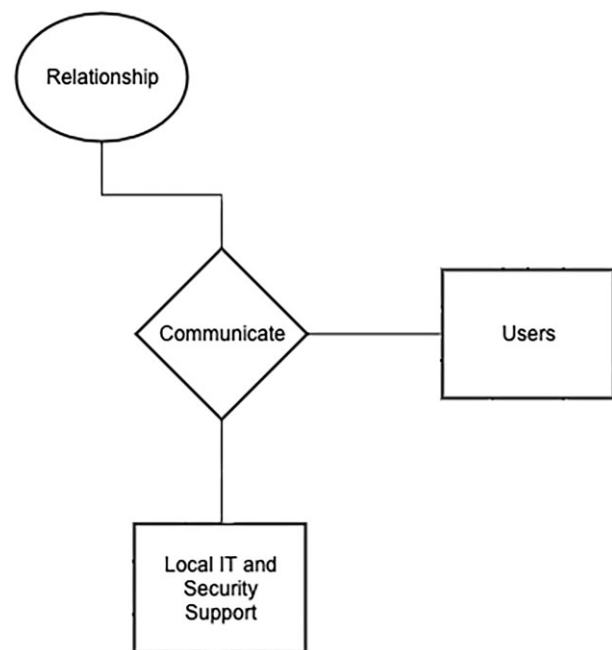 Relationship
Communicate
Users
Local IT and
Security
Support